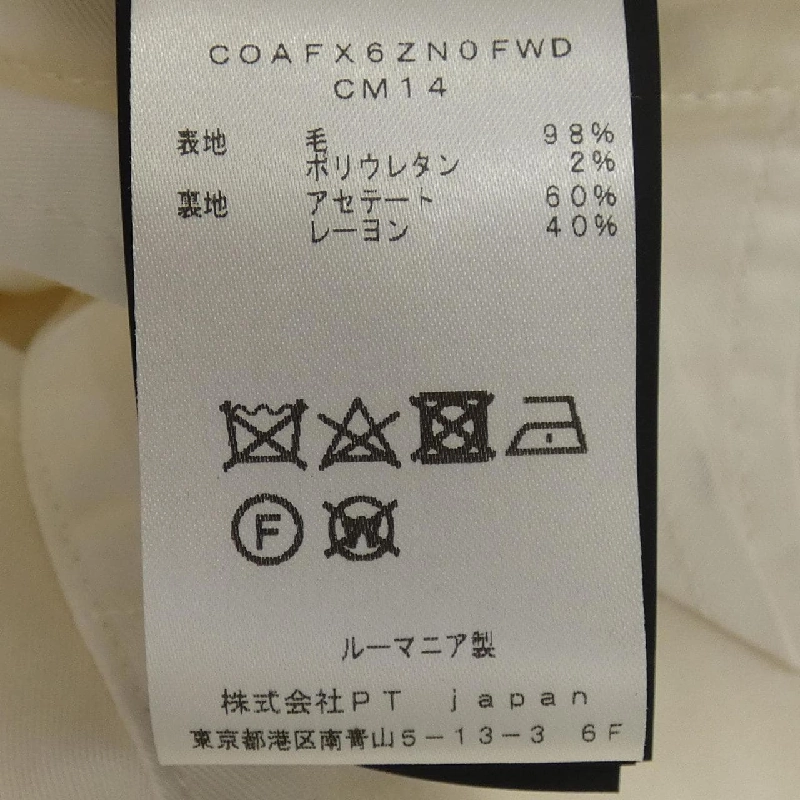 COAFX6ZN0FWD
CM14
表地 毛 98%
ポリウレタン 2%
裏地 アセテート 60%
レーヨン 40%
F W
ルーマニア製
株式会社PT japan
東京都港区南青山5-13-3 6F